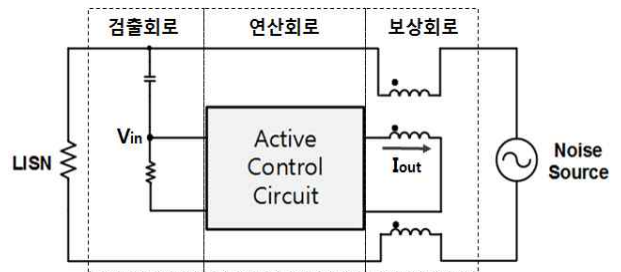 검출회로
연산회로
보상회로
Vin
Active
Control
Circuit
Iout
LISN
Noise
Source